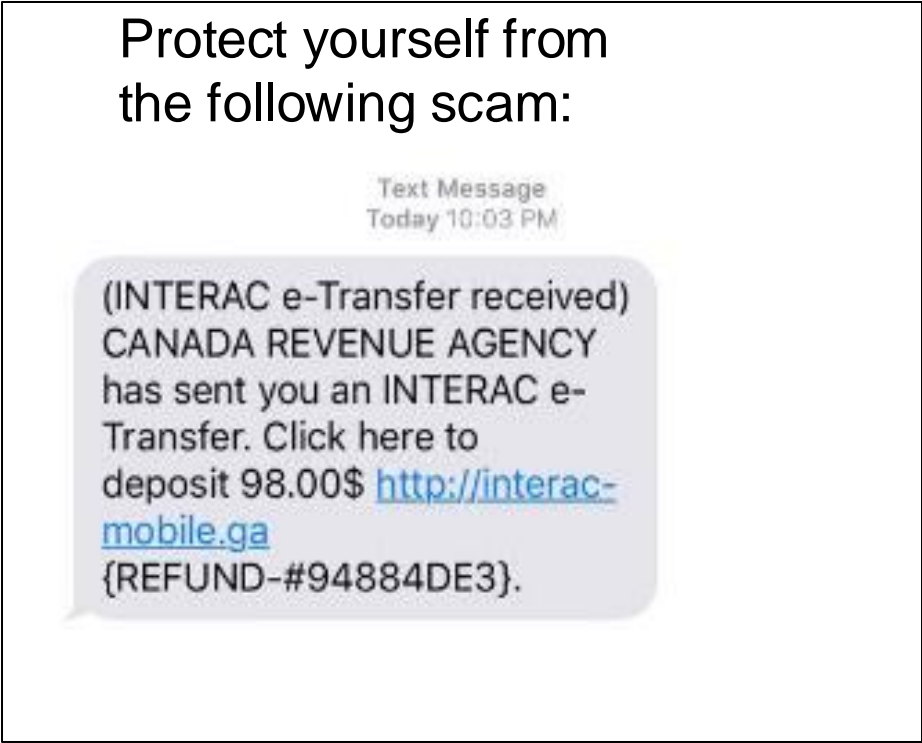 Protect yourself from
the following scam:
Text Message
Today 10:03 PM
(INTERAC e-Transfer received)
CANADA REVENUE AGENCY
has sent you an INTERAC e-
Transfer. Click here to
deposit 98.00$ http://interac-
mobile.ga
{REFUND-#94884DE3}.